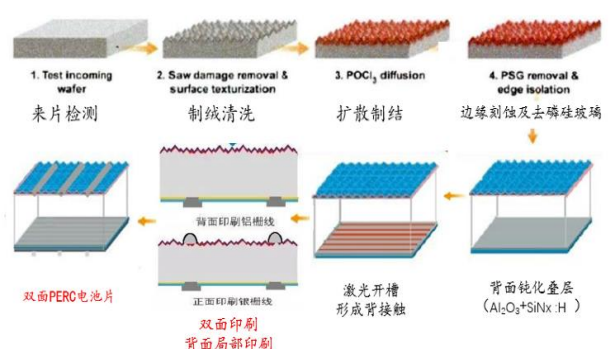 1. Test incoming
wafer
来片检测
2. Saw damage removal &
surface texturization
制绒清洗
3. POCl₃ diffusion
扩散制结
4. PSG removal &
edge isolation
边缘刻蚀及去磷硅玻璃
背面钝化叠层
(Al₂O₃+SiNx :H )
激光开槽
形成背接触
背面印刷铝栅线
正面印刷银栅线
双面印刷
背面局部印刷
双面PERC电池片